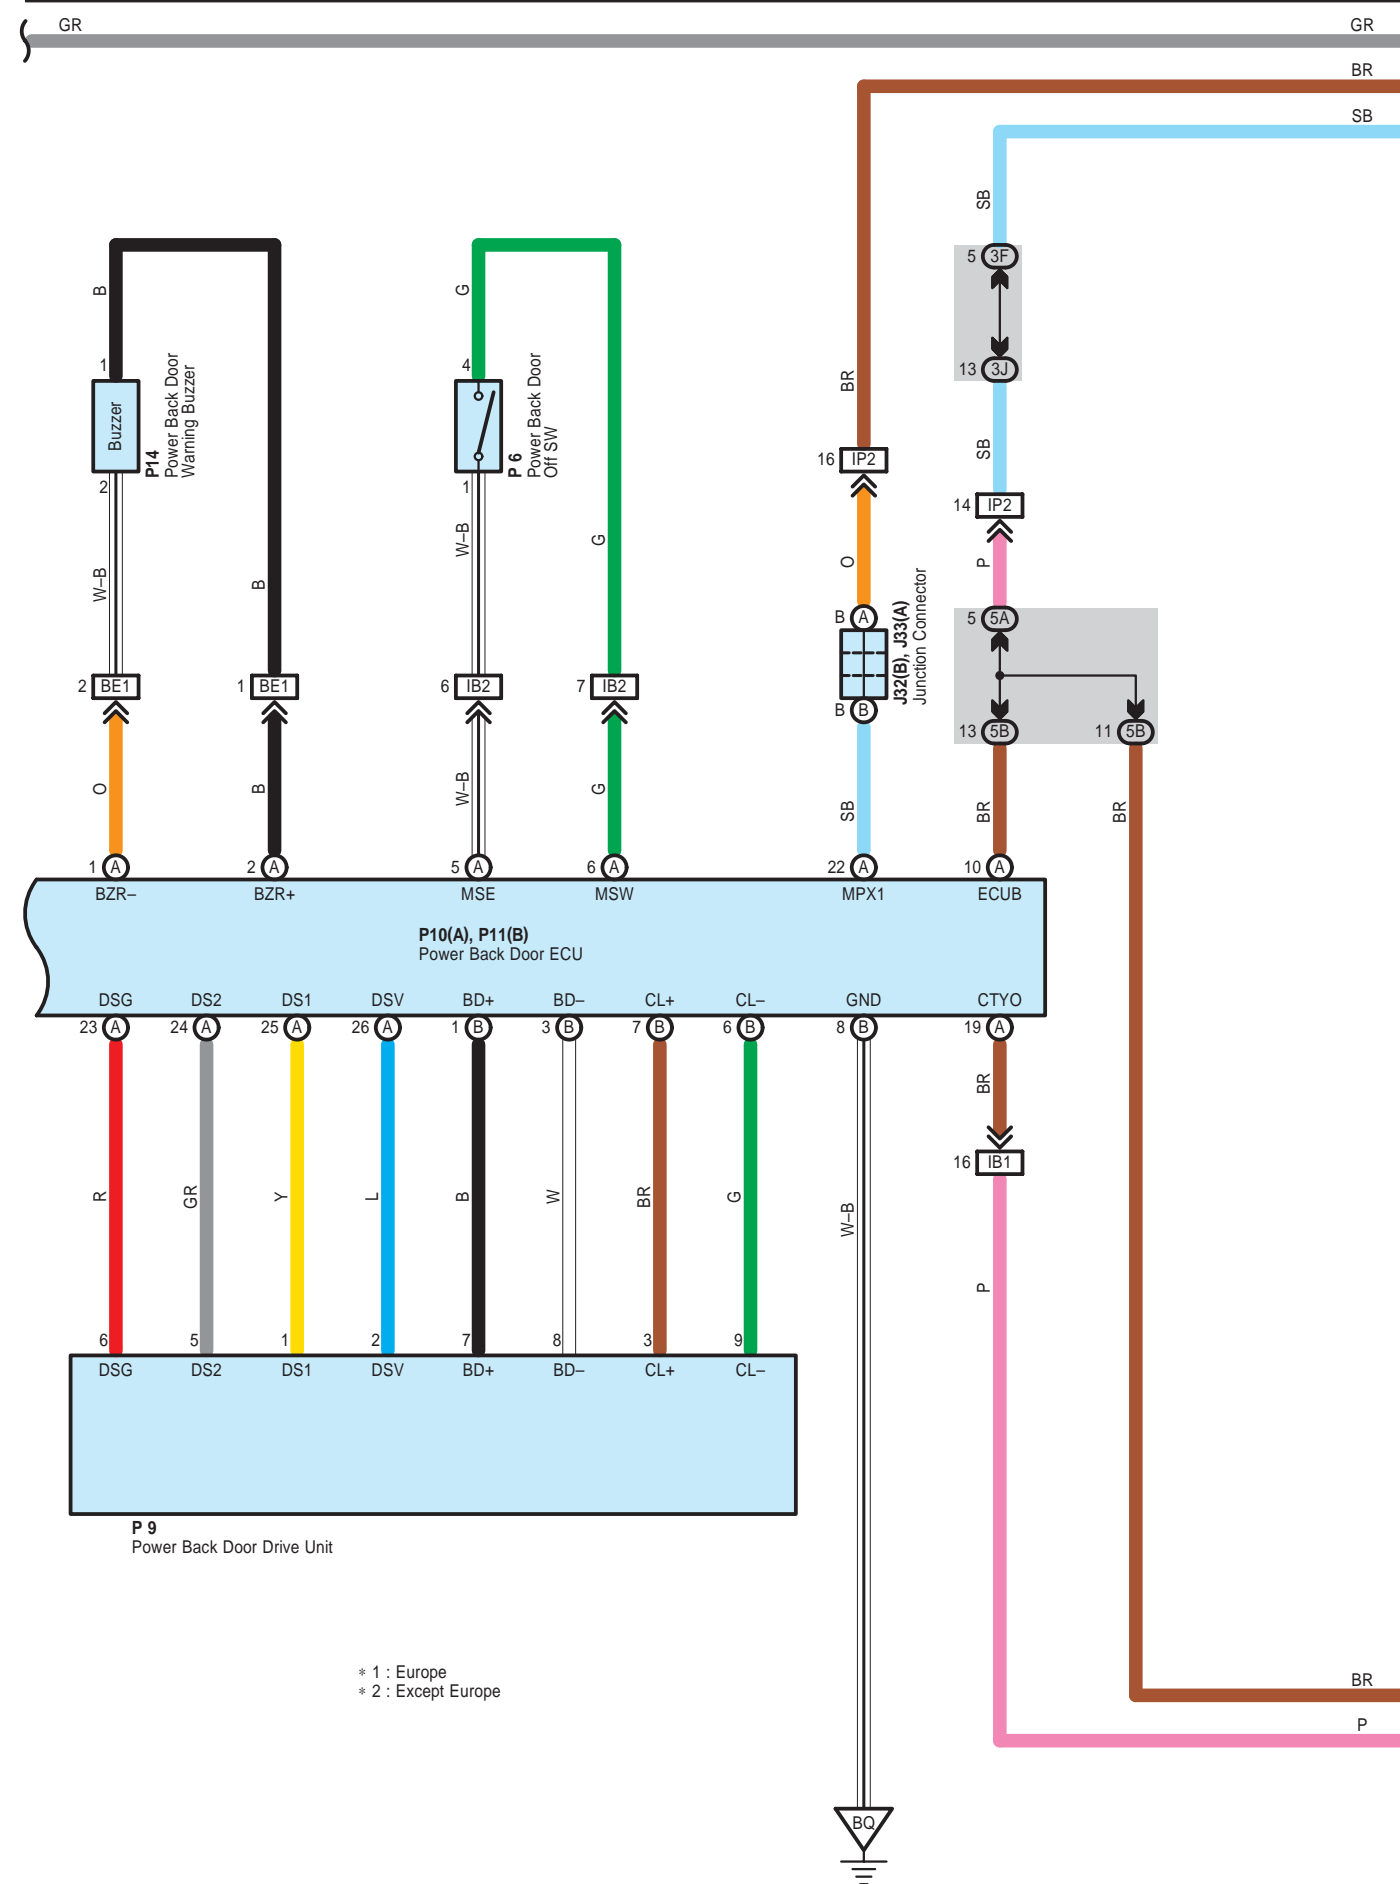 GR GR
BR
SB
SB
5 3F
13 3J
SB
14 IP2
P
5 5A
13 5B 11 5B
BR BR
BR
16 IP2
O
B A
J32(B), J33(A)
Junction Connector
B B
SB
B
1
Buzzer
P14
Power Back Door
Warning Buzzer
2
W–B B
2 BE1 1 BE1
O B
G
4
P 6
Power Back Door
Off SW
1
W–B G
6 IB2 7 IB2
W–B G
1 A 2 A 5 A 6 A 22 A 10 A
BZR– BZR+ MSE MSW MPX1 ECUB
P10(A), P11(B)
Power Back Door ECU
DSG DS2 DS1 DSV BD+ BD– CL+ CL– GND CTYO
23 A 24 A 25 A 26 A 1 B 3 B 7 B 6 B 8 B 19 A
BR
16 IB1
R GR Y L B W BR G W–B
P
6 5 1 2 7 8 3 9
DSG DS2 DS1 DSV BD+ BD– CL+ CL–
P 9
Power Back Door Drive Unit
∗ 1 : Europe
∗ 2 : Except Europe
BR
P
BQ